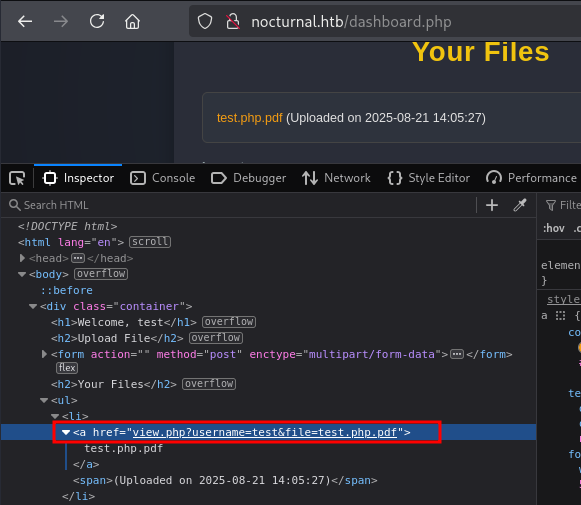 nocturnal.htb/dashboard.php
Your Files
test.php.pdf (Uploaded on 2025-08-21 14:05:27)
Inspector Console Debugger Network Style Editor Performance
Search HTML
Filte
:hov .c
<!DOCTYPE html>
<html lang="en"> scroll
<head> </head>
<body> overflow
::before
<div class="container">
<h1>Welcome, test</h1> overflow
<h2>Upload File</h2> overflow
<form action="" method="post" enctype="multipart/form-data"> </form>
flex
<h2>Your Files</h2> overflow
<ul>
<li>
<a href="view.php?username=test&file=test.php.pdf">
test.php.pdf
</a>
<span>(Uploaded on 2025-08-21 14:05:27)</span>
</li>
elemen
}
style
a {
co
te
fo